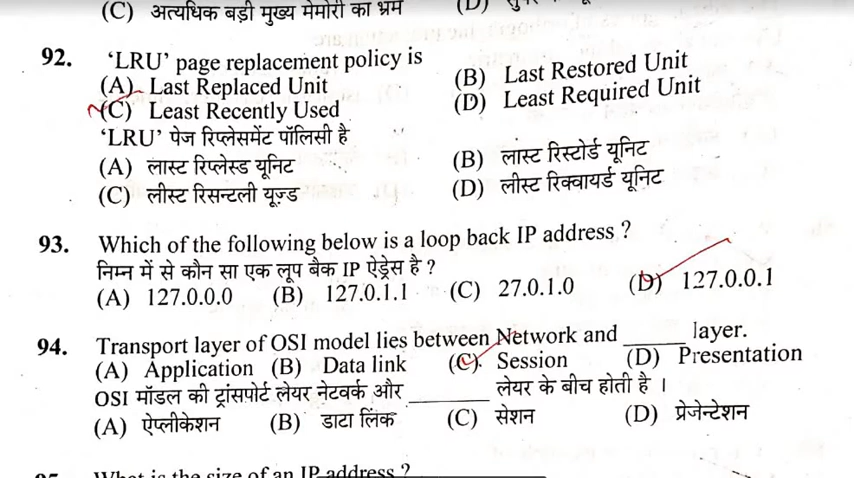 (C) अत्यधिक बड़ी मुख्य मेमोरी का भ्रम (D)
92. 'LRU' page replacement policy is
(A) Last Replaced Unit (B) Last Restored Unit
(C) Least Recently Used (D) Least Required Unit
'LRU' पेज रिप्लेसमेंट पॉलिसी है
(A) लास्ट रिप्लेस्ड यूनिट (B) लास्ट रिस्टोर्ड यूनिट
(C) लीस्ट रिसन्टली यूज़्ड (D) लीस्ट रिक्वायर्ड यूनिट
93. Which of the following below is a loop back IP address ?
निम्न में से कौन सा एक लूप बैक IP ऐड्रेस है ?
(A) 127.0.0.0 (B) 127.0.1.1 (C) 27.0.1.0 (D) 127.0.0.1
94. Transport layer of OSI model lies between Network and ______ layer.
(A) Application (B) Data link (C) Session (D) Presentation
OSI मॉडल की ट्रांसपोर्ट लेयर नेटवर्क और ________ लेयर के बीच होती है ।
(A) ऐप्लीकेशन (B) डाटा लिंक (C) सेशन (D) प्रेजेन्टेशन
95. What is the size of an IP address ?